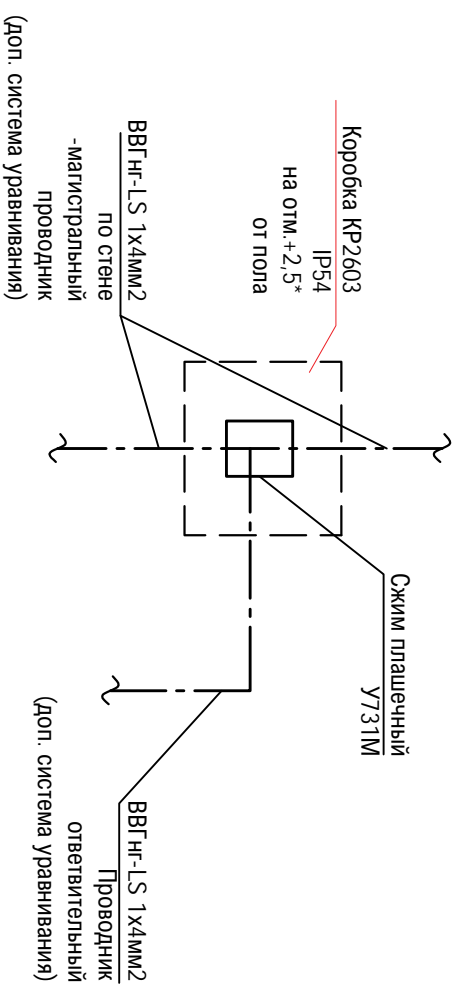 Коробка КР2603
IP54
на отм.+2,5*
от пола
ВВГнг-LS 1х4мм2
по стене
-магистральный
проводник
(доп. система уравнивания)
Сжим плашечный
У731М
ВВГнг-LS 1х4мм2
Проводник
ответвительный
(доп. система уравнивания)